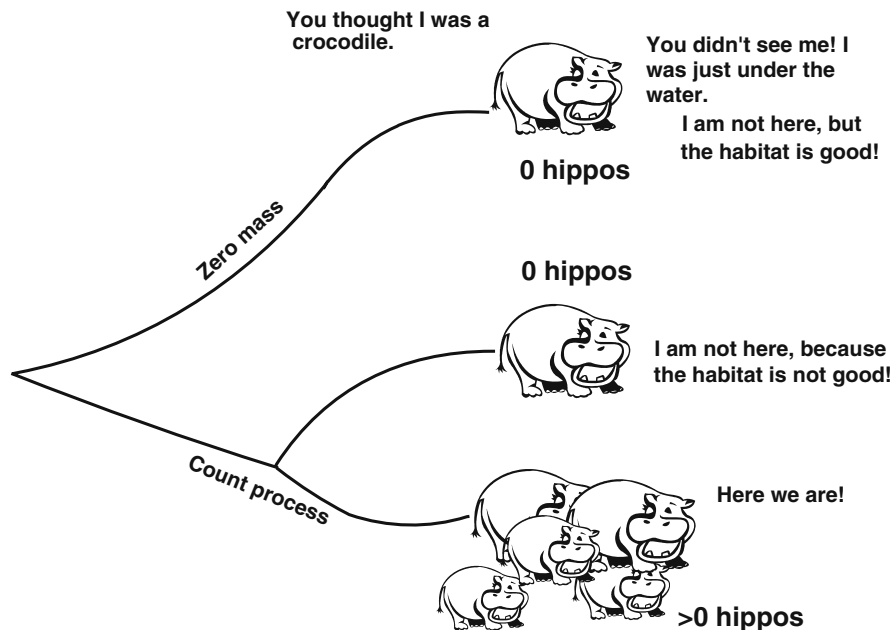 You thought I was a
crocodile.
You didn't see me! I
was just under the
water.
I am not here, but
the habitat is good!
0 hippos
Zero mass
0 hippos
I am not here, because
the habitat is not good!
Count process
Here we are!
>0 hippos